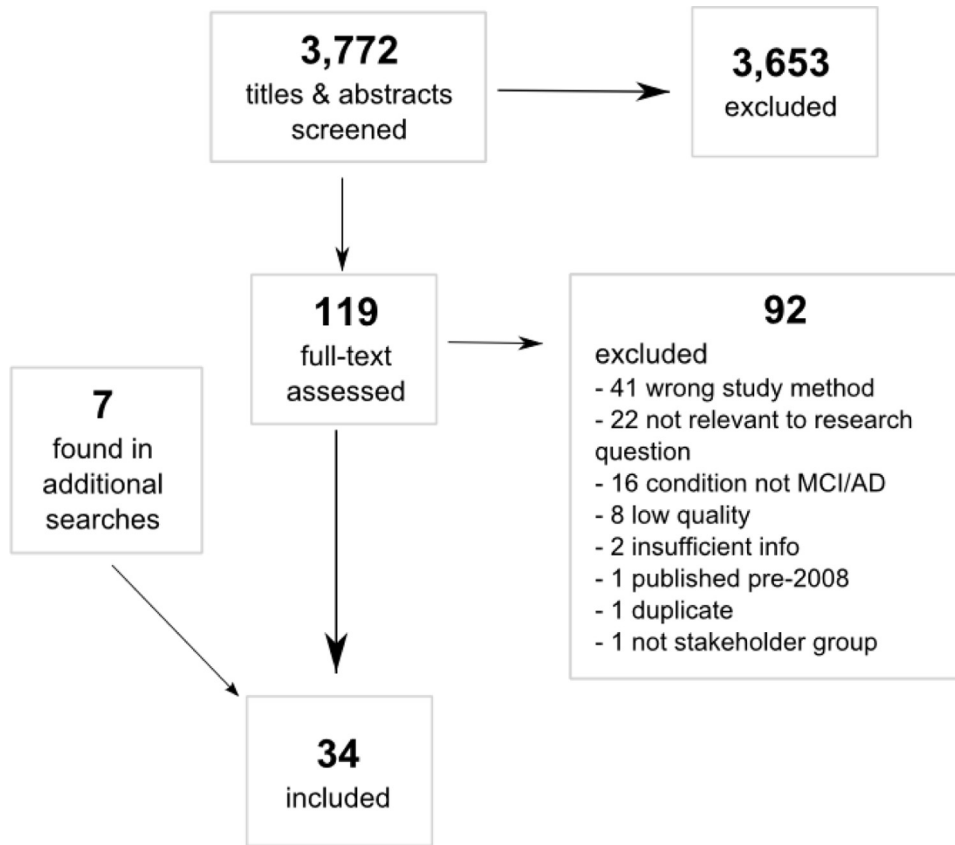 3,772
titles & abstracts
screened
3,653
excluded
119
full-text
assessed
92
excluded
- 41 wrong study method
- 22 not relevant to research
question
- 16 condition not MCI/AD
- 8 low quality
- 2 insufficient info
- 1 published pre-2008
- 1 duplicate
- 1 not stakeholder group
7
found in
additional
searches
34
included